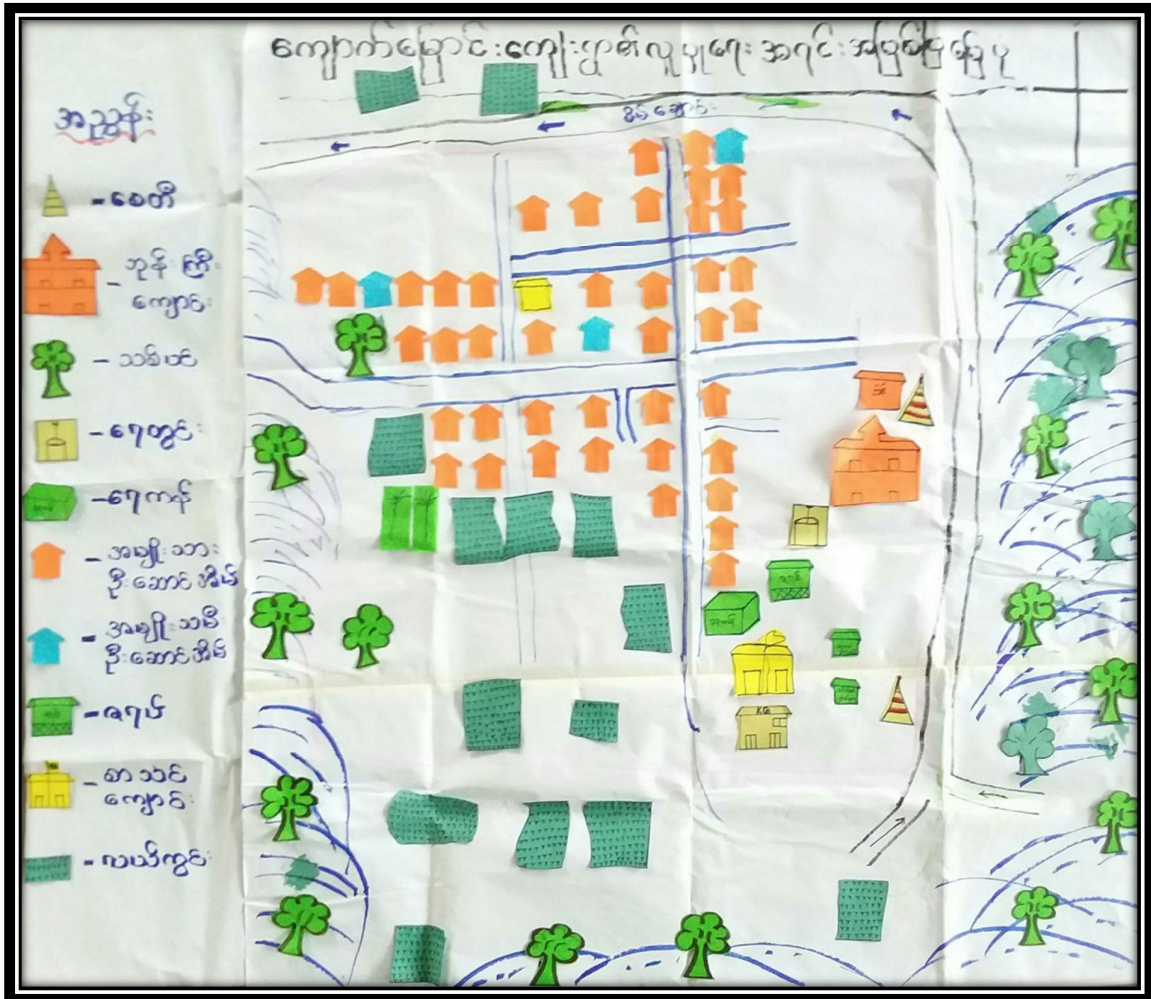 ကျောက်မြောင်းကျေးရွာ၏လူမှုရေးအရင်းအမြစ်ပြမြေပုံ
အညွှန်း
- စေတီ
- ဘုန်းကြီး
ကျောင်း
- သစ်ပင်
- ရေတွင်း
- ရေကန်
- အမျိုးသား
ဦးဆောင်အိမ်
- အမျိုးသမီး
ဦးဆောင်အိမ်
- ဇရပ်
- စာသင်
ကျောင်း
- လယ်ကွင်း
KG